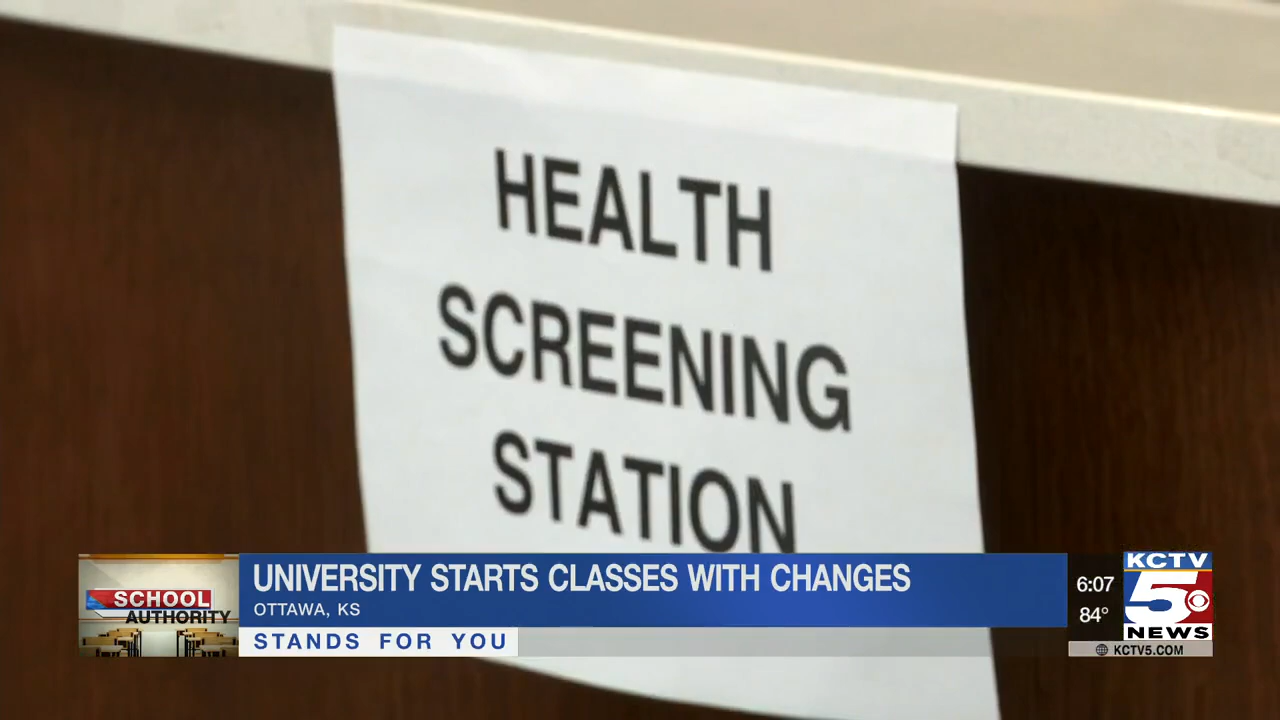 HEALTH
SCREENING
STATION
SCHOOL
AUTHORITY
UNIVERSITY STARTS CLASSES WITH CHANGES
OTTAWA, KS
STANDS FOR YOU
6:07
84°
KCTV
5
NEWS
KCTV5.COM